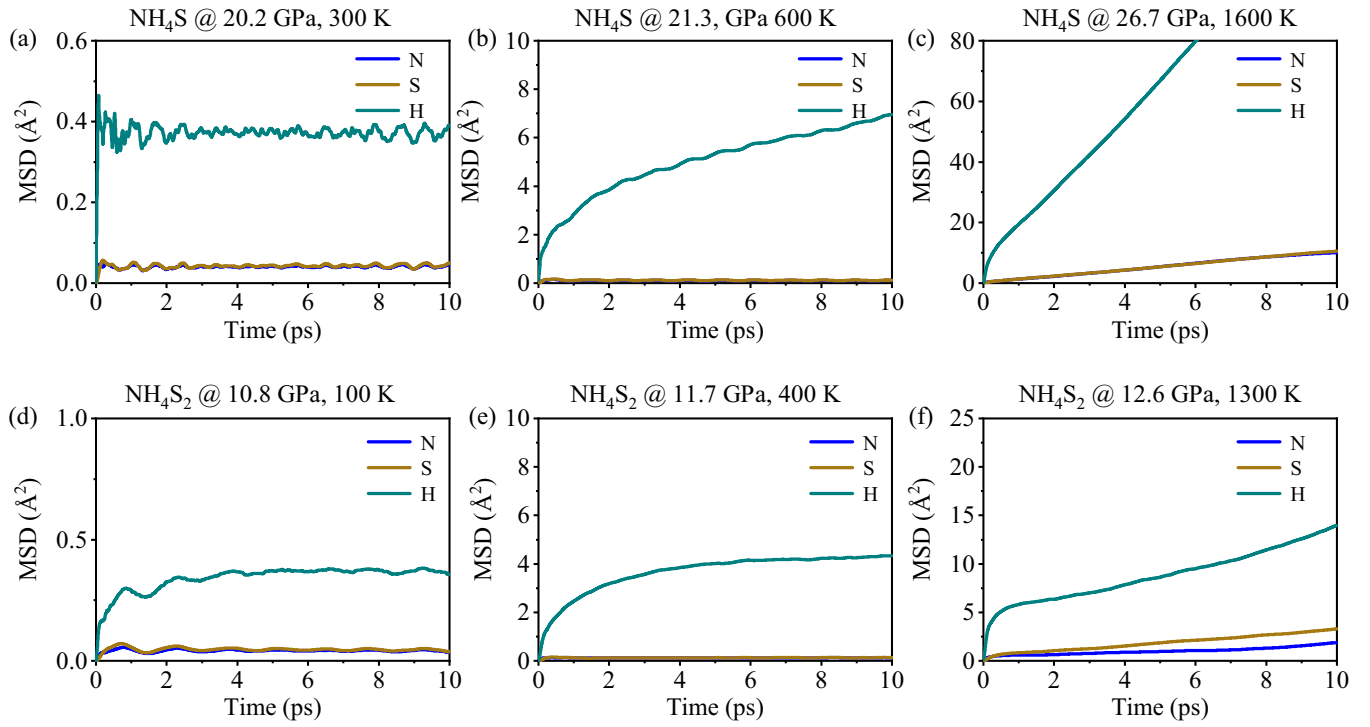 NH₄S @ 20.2 GPa, 300 K
(a)
0.6
0.4
0.2
0.0
MSD (Å²)
N
S
H
0 2 4 6 8 10
Time (ps)
NH₄S @ 21.3, GPa 600 K
(b)
10
8
6
4
2
0
MSD (Å²)
N
S
H
0 2 4 6 8 10
Time (ps)
NH₄S @ 26.7 GPa, 1600 K
(c)
80
60
40
20
0
MSD (Å²)
N
S
H
0 2 4 6 8 10
Time (ps)
NH₄S₂ @ 10.8 GPa, 100 K
(d)
1.0
0.5
0.0
MSD (Å²)
N
S
H
0 2 4 6 8 10
Time (ps)
NH₄S₂ @ 11.7 GPa, 400 K
(e)
10
8
6
4
2
0
MSD (Å²)
N
S
H
0 2 4 6 8 10
Time (ps)
NH₄S₂ @ 12.6 GPa, 1300 K
(f)
25
20
15
10
5
0
MSD (Å²)
N
S
H
0 2 4 6 8 10
Time (ps)